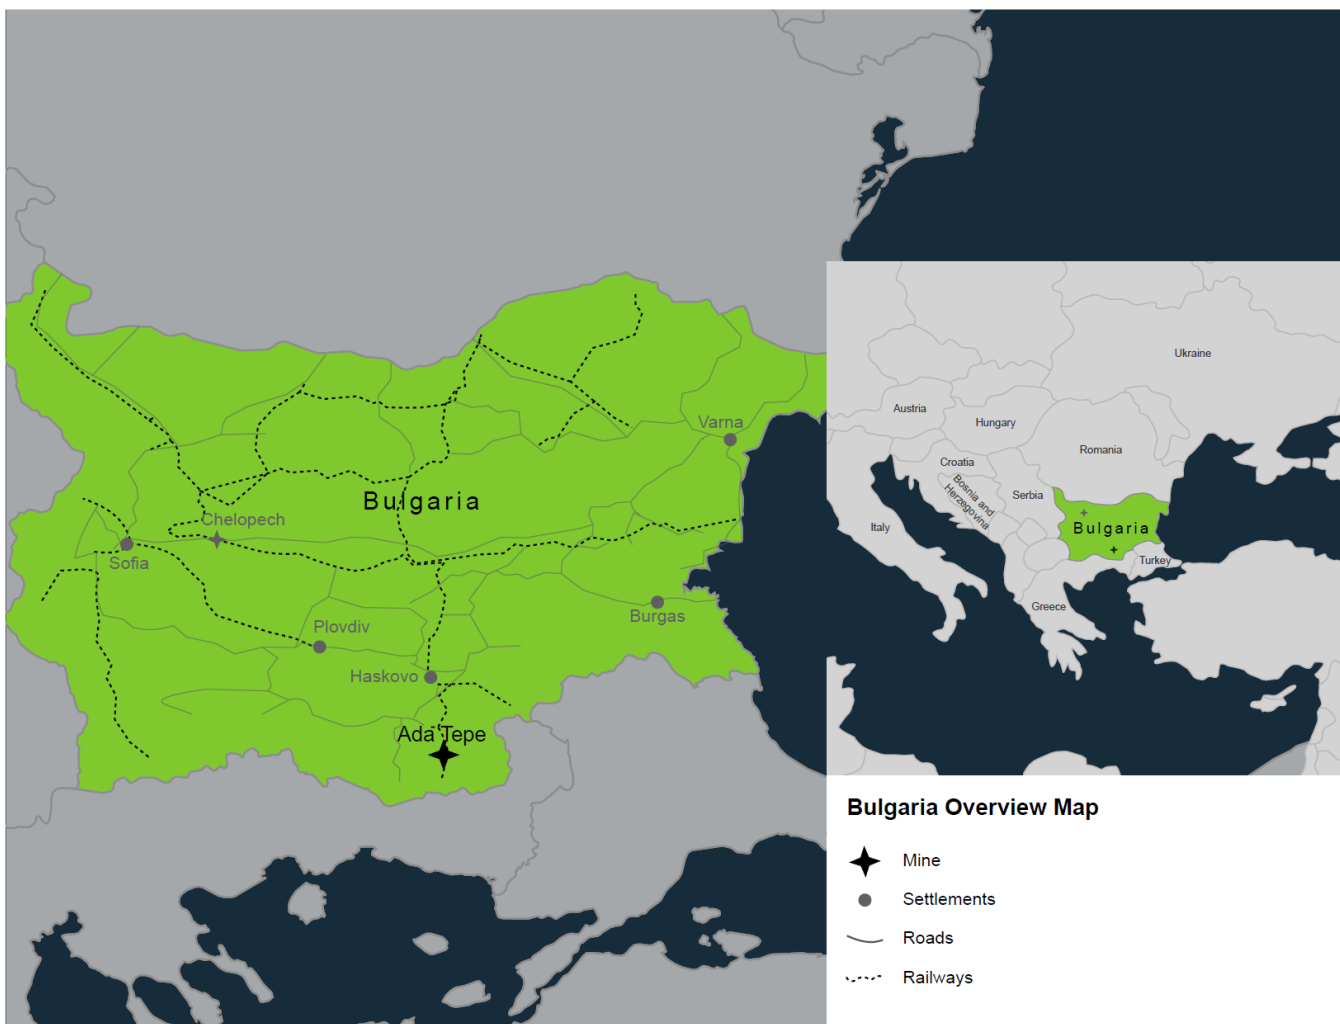 Varna
Bulgaria
Chelopech
Sofia
Burgas
Plovdiv
Haskovo
Ada Tepe
Ukraine
Austria
Hungary
Romania
Croatia
Bosnia and
Herzegovina
Serbia
Italy
Bulgaria
Turkey
Greece
Bulgaria Overview Map
Mine
Settlements
Roads
Railways